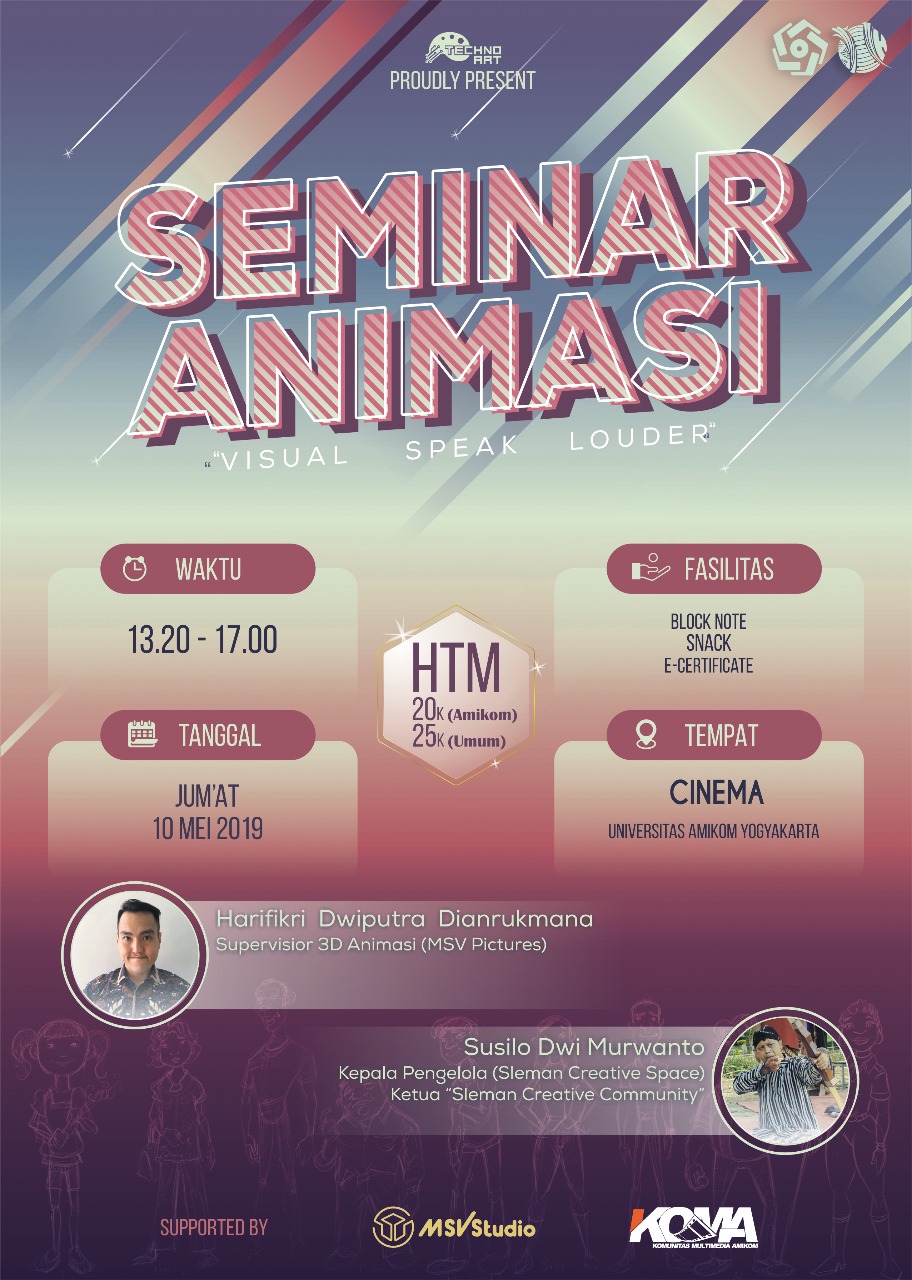 TECHNO
ART
PROUDLY PRESENT
SEMINAR
ANIMASI
"VISUAL SPEAK LOUDER"
WAKTU
13.20 - 17.00
FASILITAS
BLOCK NOTE
SNACK
E-CERTIFICATE
HTM
20K (Amikom)
25K (Umum)
TANGGAL
JUM'AT
10 MEI 2019
TEMPAT
CINEMA
UNIVERSITAS AMIKOM YOGYAKARTA
Harifikri Dwiputra Dianrukmana
Supervisior 3D Animasi (MSV Pictures)
Susilo Dwi Murwanto
Kepala Pengelola (Sleman Creative Space)
Ketua "Sleman Creative Community"
SUPPORTED BY
MSVStudio
KOMA
KOMUNITAS MULTIMEDIA AMIKOM